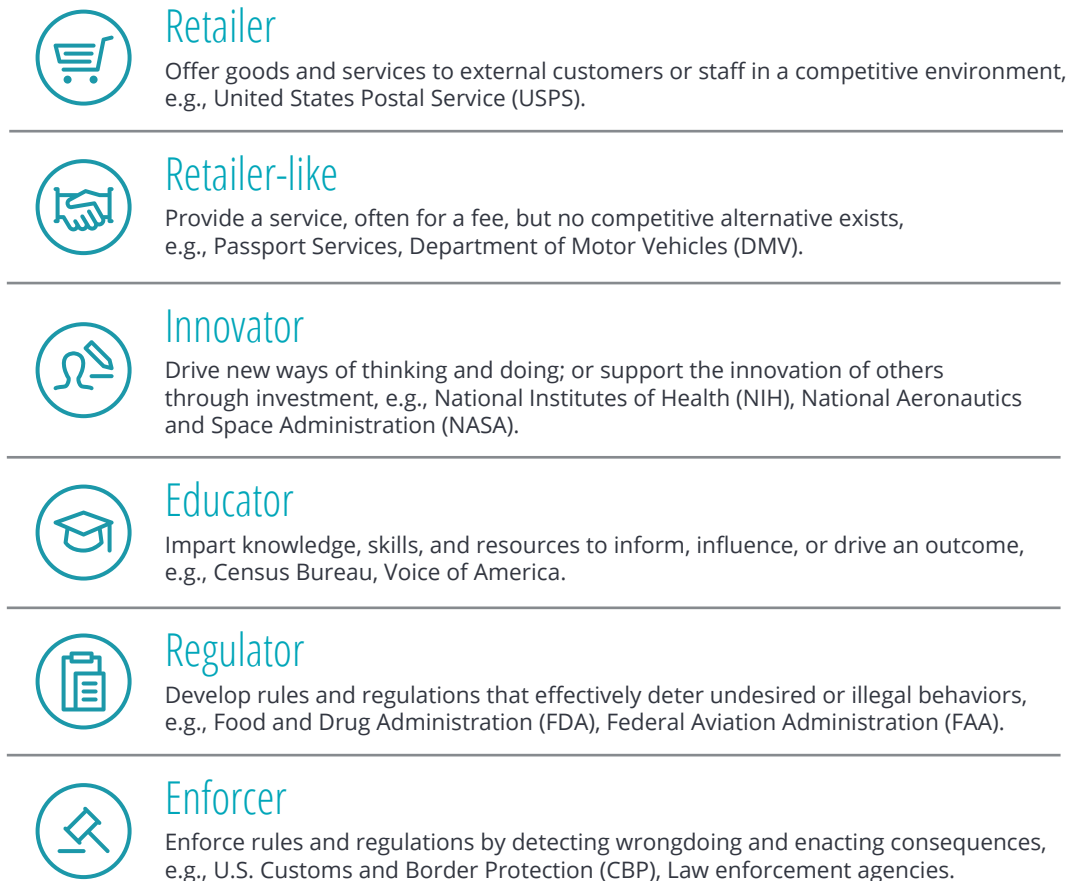 Retailer
Offer goods and services to external customers or staff in a competitive environment,
e.g., United States Postal Service (USPS).
Retailer-like
Provide a service, often for a fee, but no competitive alternative exists,
e.g., Passport Services, Department of Motor Vehicles (DMV).
Innovator
Drive new ways of thinking and doing; or support the innovation of others
through investment, e.g., National Institutes of Health (NIH), National Aeronautics
and Space Administration (NASA).
Educator
Impart knowledge, skills, and resources to inform, influence, or drive an outcome,
e.g., Census Bureau, Voice of America.
Regulator
Develop rules and regulations that effectively deter undesired or illegal behaviors,
e.g., Food and Drug Administration (FDA), Federal Aviation Administration (FAA).
Enforcer
Enforce rules and regulations by detecting wrongdoing and enacting consequences,
e.g., U.S. Customs and Border Protection (CBP), Law enforcement agencies.